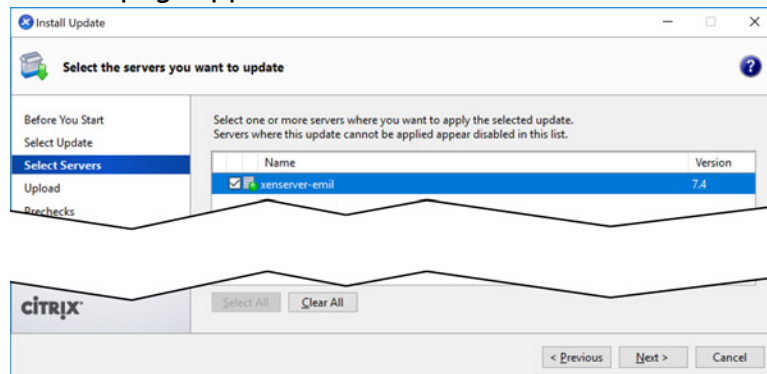 Install Update
Select the servers you want to update
Before You Start
Select Update
Select Servers
Upload
Prechecks
Select one or more servers where you want to apply the selected update.
Servers where this update cannot be applied appear disabled in this list.
Name Version
xenserver-emil 7.4
CİTRIX
Select All Clear All
< Previous Next > Cancel